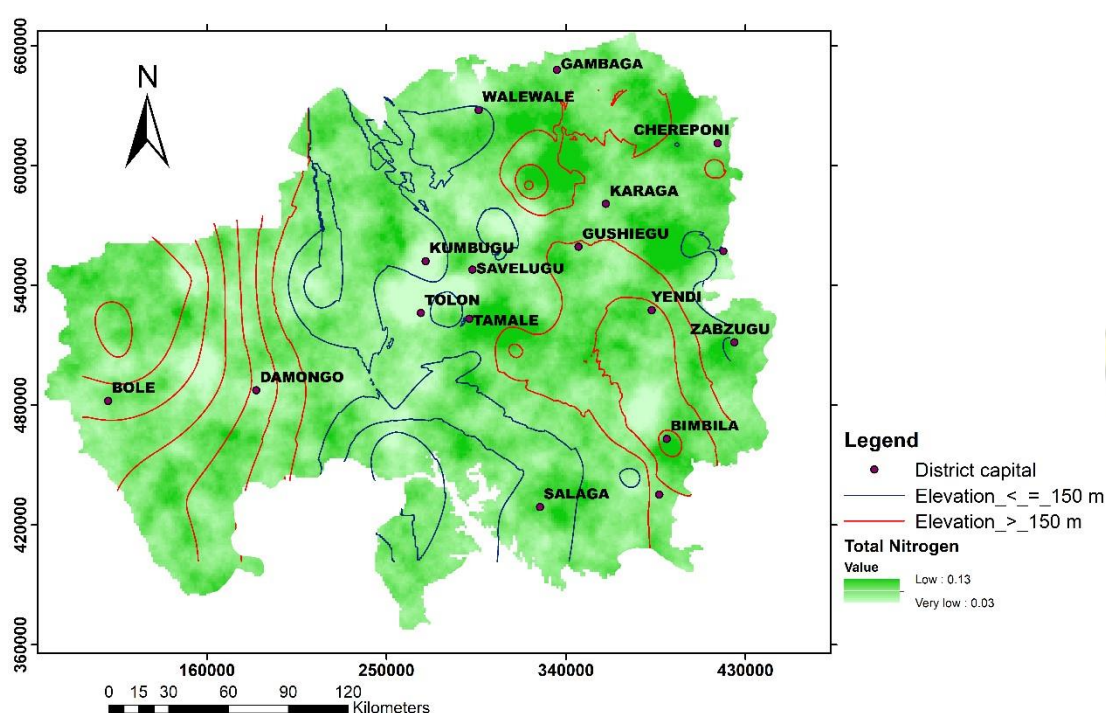 660000
600000
540000
480000
420000
360000
N
GAMBAGA
WALEWALE
CHEREPONI
KARAGA
GUSHIEGU
KUMBUGU
SAVELUGU
TOLON
TAMALE
YENDI
ZABZUGU
BOLE
DAMONGO
BIMBILA
SALAGA
160000 250000 340000 430000
0 15 30 60 90 120
Kilometers
Legend
District capital
Elevation_<_=_150 m
Elevation_>_150 m
Total Nitrogen
Value
Low : 0.13
Very low : 0.03